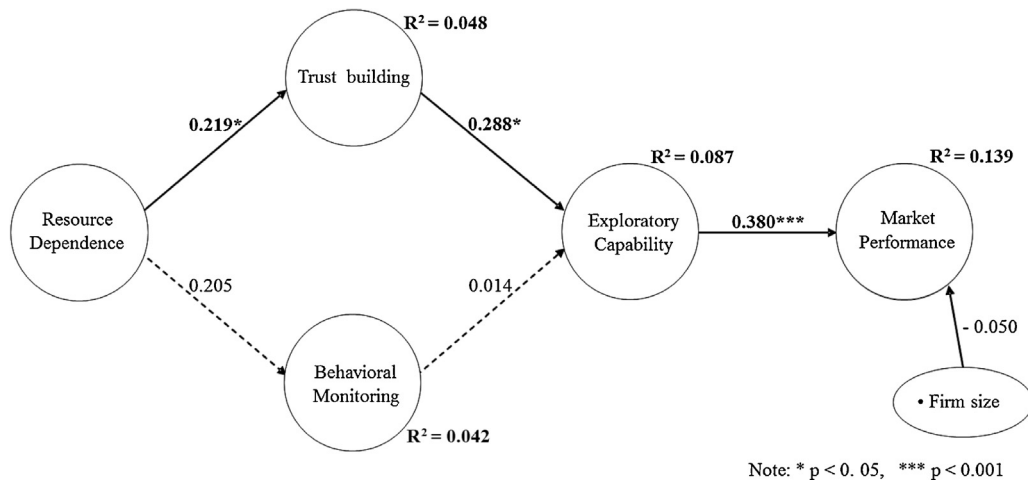 R² = 0.048
Trust building
0.219*
0.288*
R² = 0.087
R² = 0.139
Resource
Dependence
Exploratory
Capability
0.380***
Market
Performance
0.205
0.014
- 0.050
Behavioral
Monitoring
• Firm size
R² = 0.042
Note: * p < 0. 05, *** p < 0.001